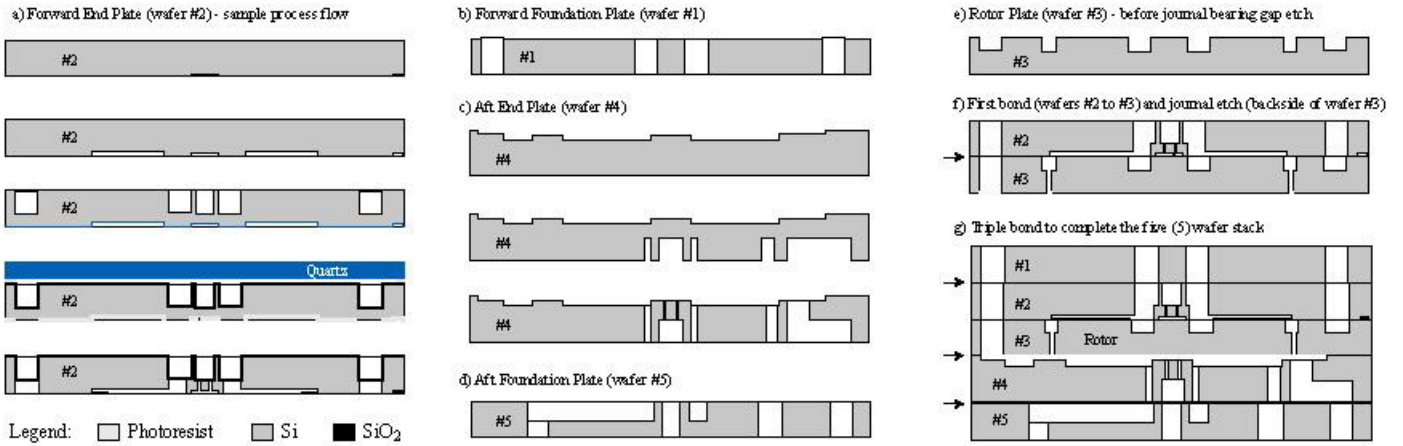 a) Forward End Plate (wafer #2) - sample process flow
#2
#2
#2
Quartz
#2
#2
Legend: Photoresist Si SiO2
b) Forward Foundation Plate (wafer #1)
#1
c) Aft End Plate (wafer #4)
#4
#4
#4
d) Aft Foundation Plate (wafer #5)
#5
e) Rotor Plate (wafer #3) - before journal bearing gap etch
#3
f) First bond (wafers #2 to #3) and journal etch (backside of wafer #3)
#2
#3
g) Triple bond to complete the five (5) wafer stack
#1
#2
#3 Rotor
#4
#5